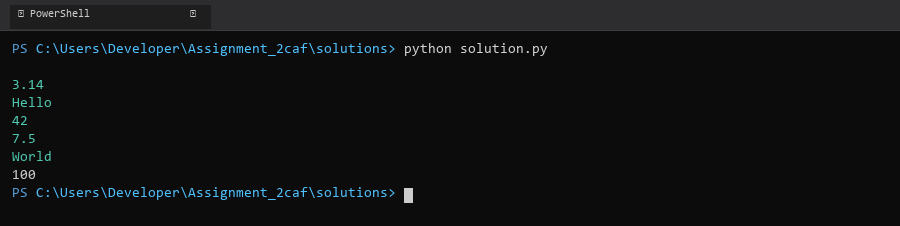 PowerShell
PS C:\Users\Developer\Assignment_2caf\solutions> python solution.py
3.14
Hello
42
7.5
World
100
PS C:\Users\Developer\Assignment_2caf\solutions>